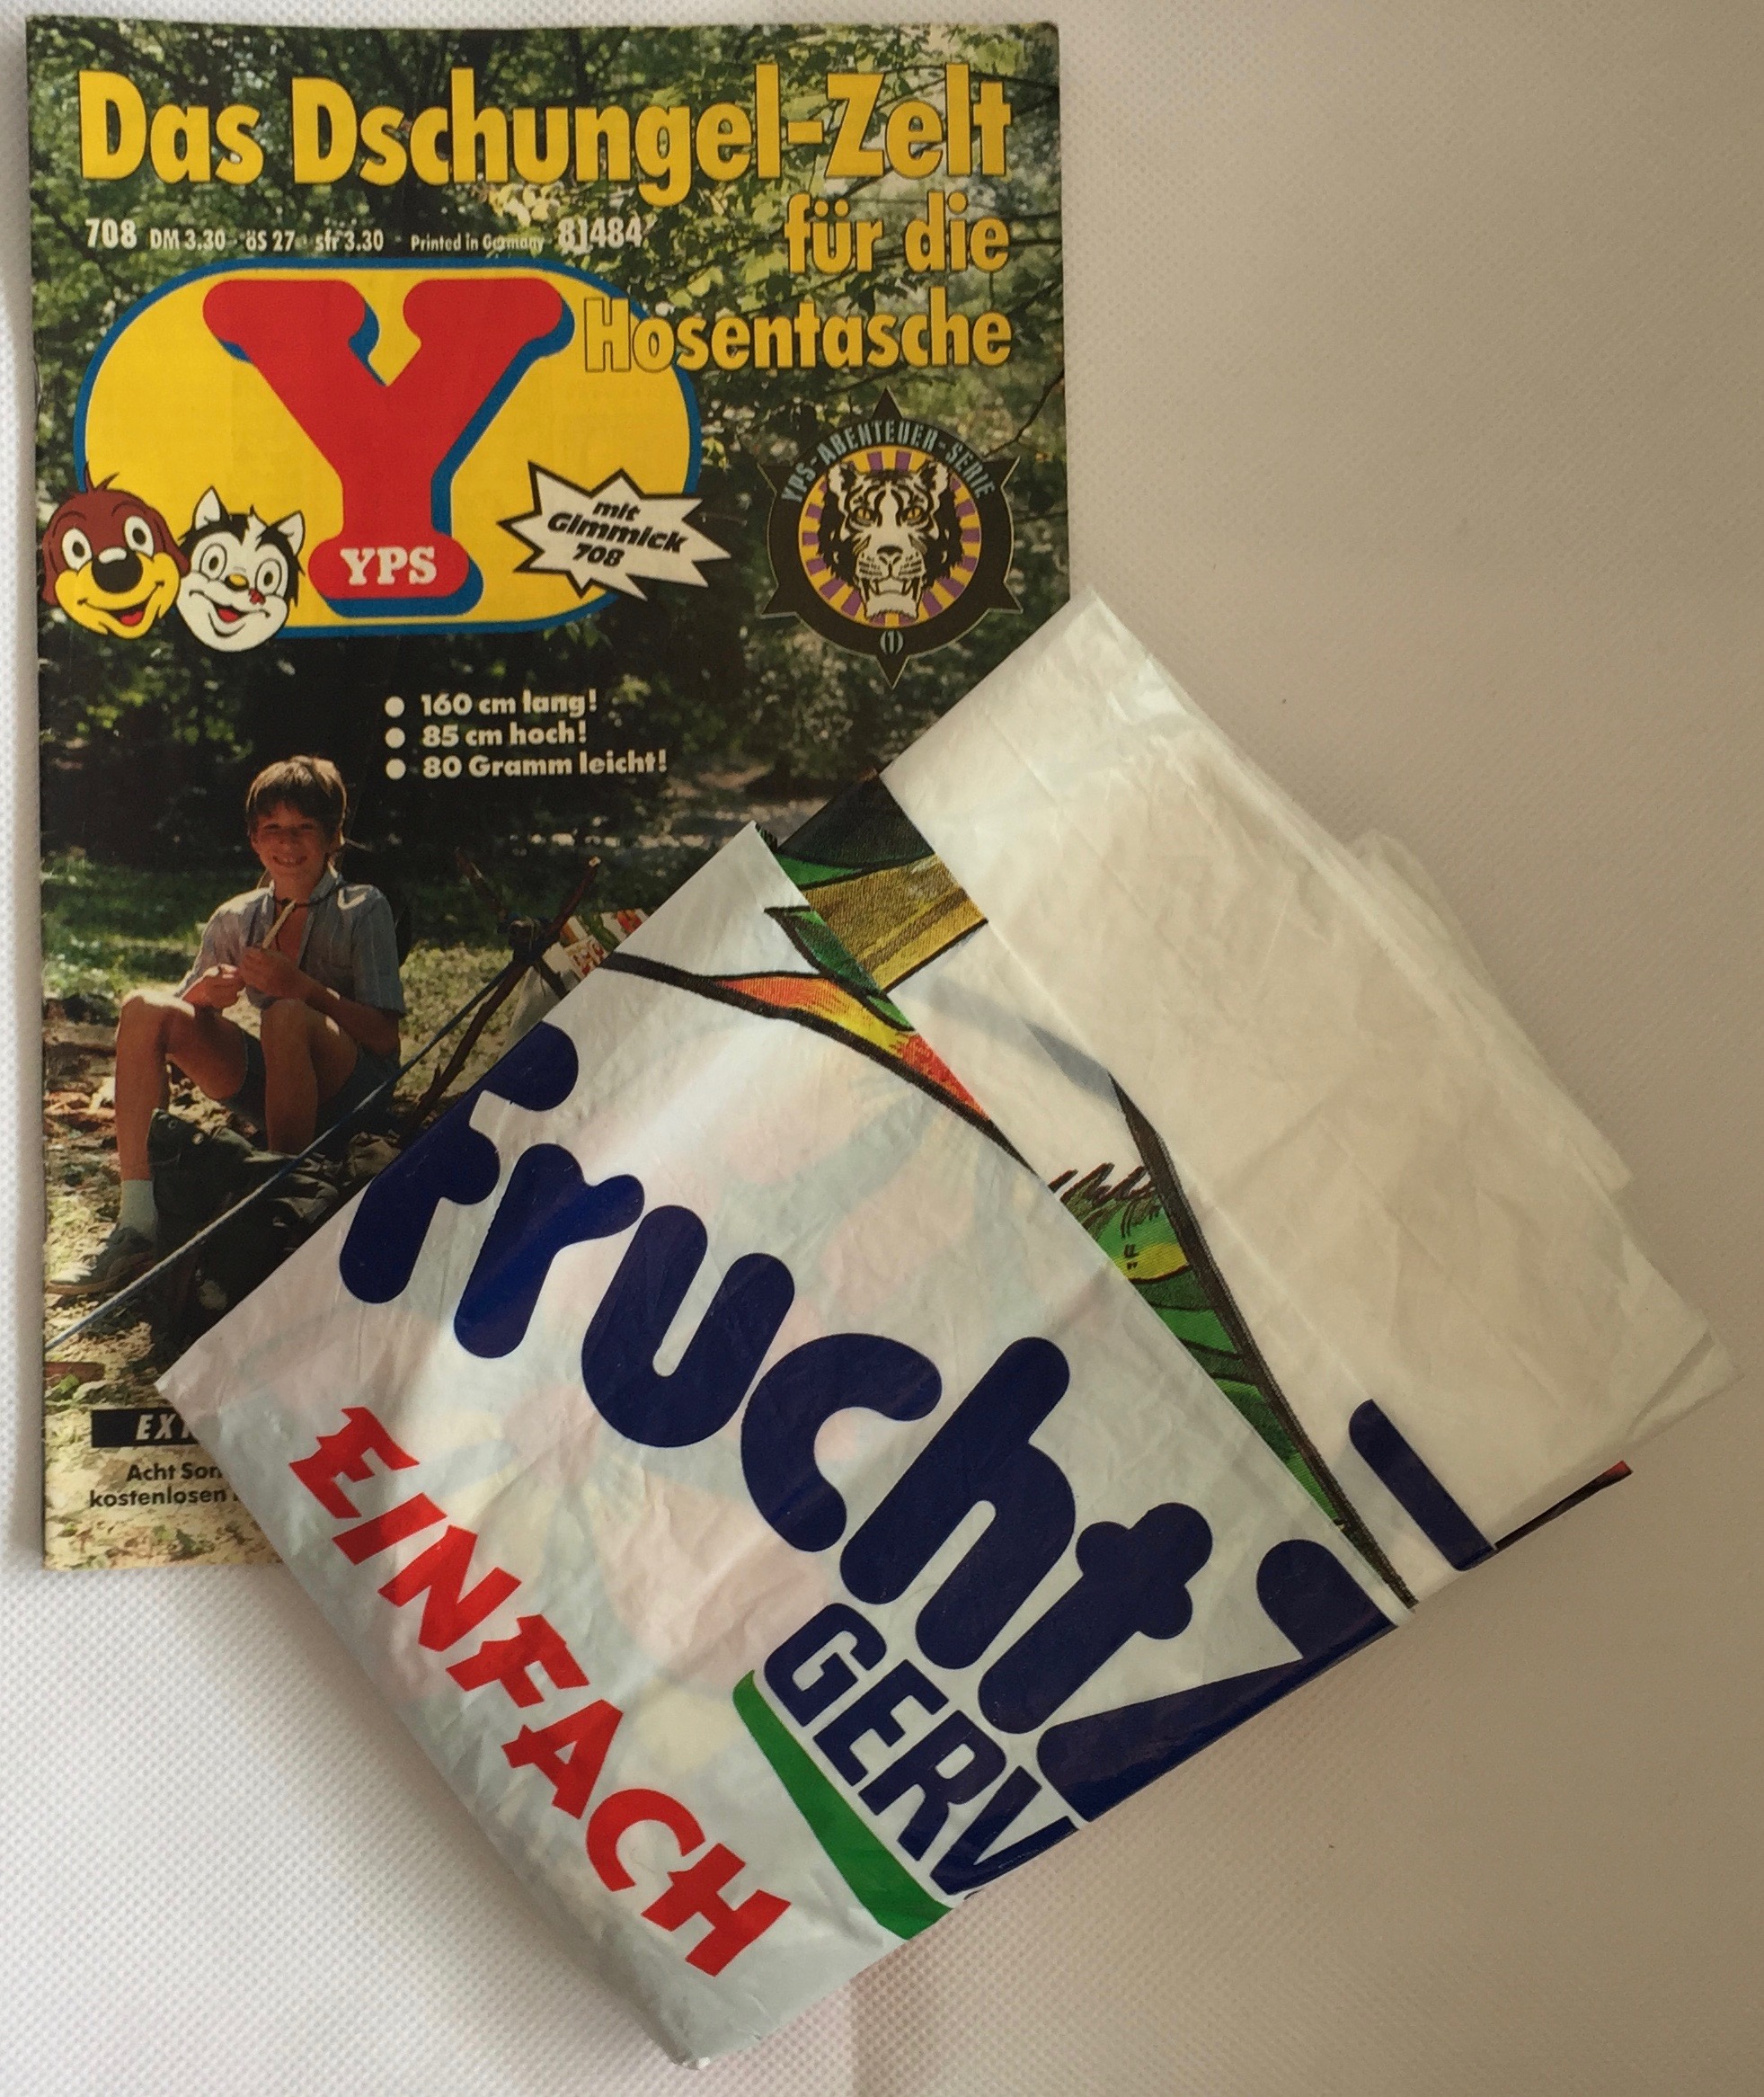 Das Dschungel-Zelt
für die
Hosentasche
708 DM 3.30 · öS 27.- sfr 3.30 · Printed in Germany 81484
Y
YPS
mit
Gimmick
708
YPS-ABENTEUER-SERIE
(1)
● 160 cm lang!
● 85 cm hoch!
● 80 Gramm leicht!
Acht
kostenlosen
Frucht
GERV
EINFACH